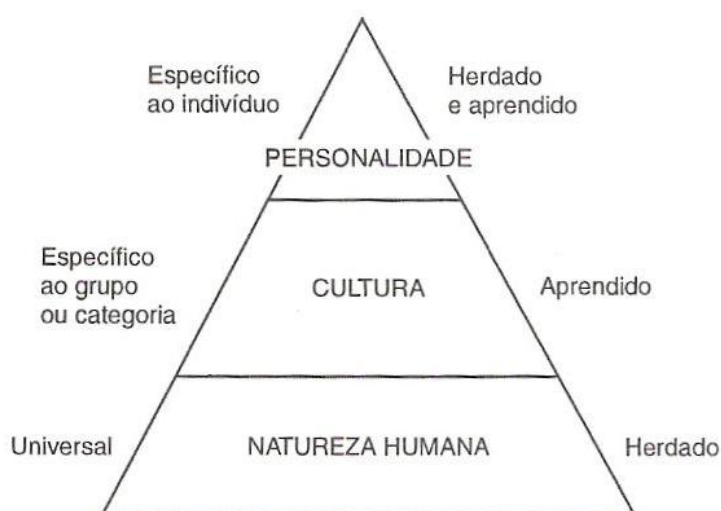 Específico
ao indivíduo
Herdado
e aprendido
PERSONALIDADE
Específico
ao grupo
ou categoria
CULTURA
Aprendido
Universal
NATUREZA HUMANA
Herdado